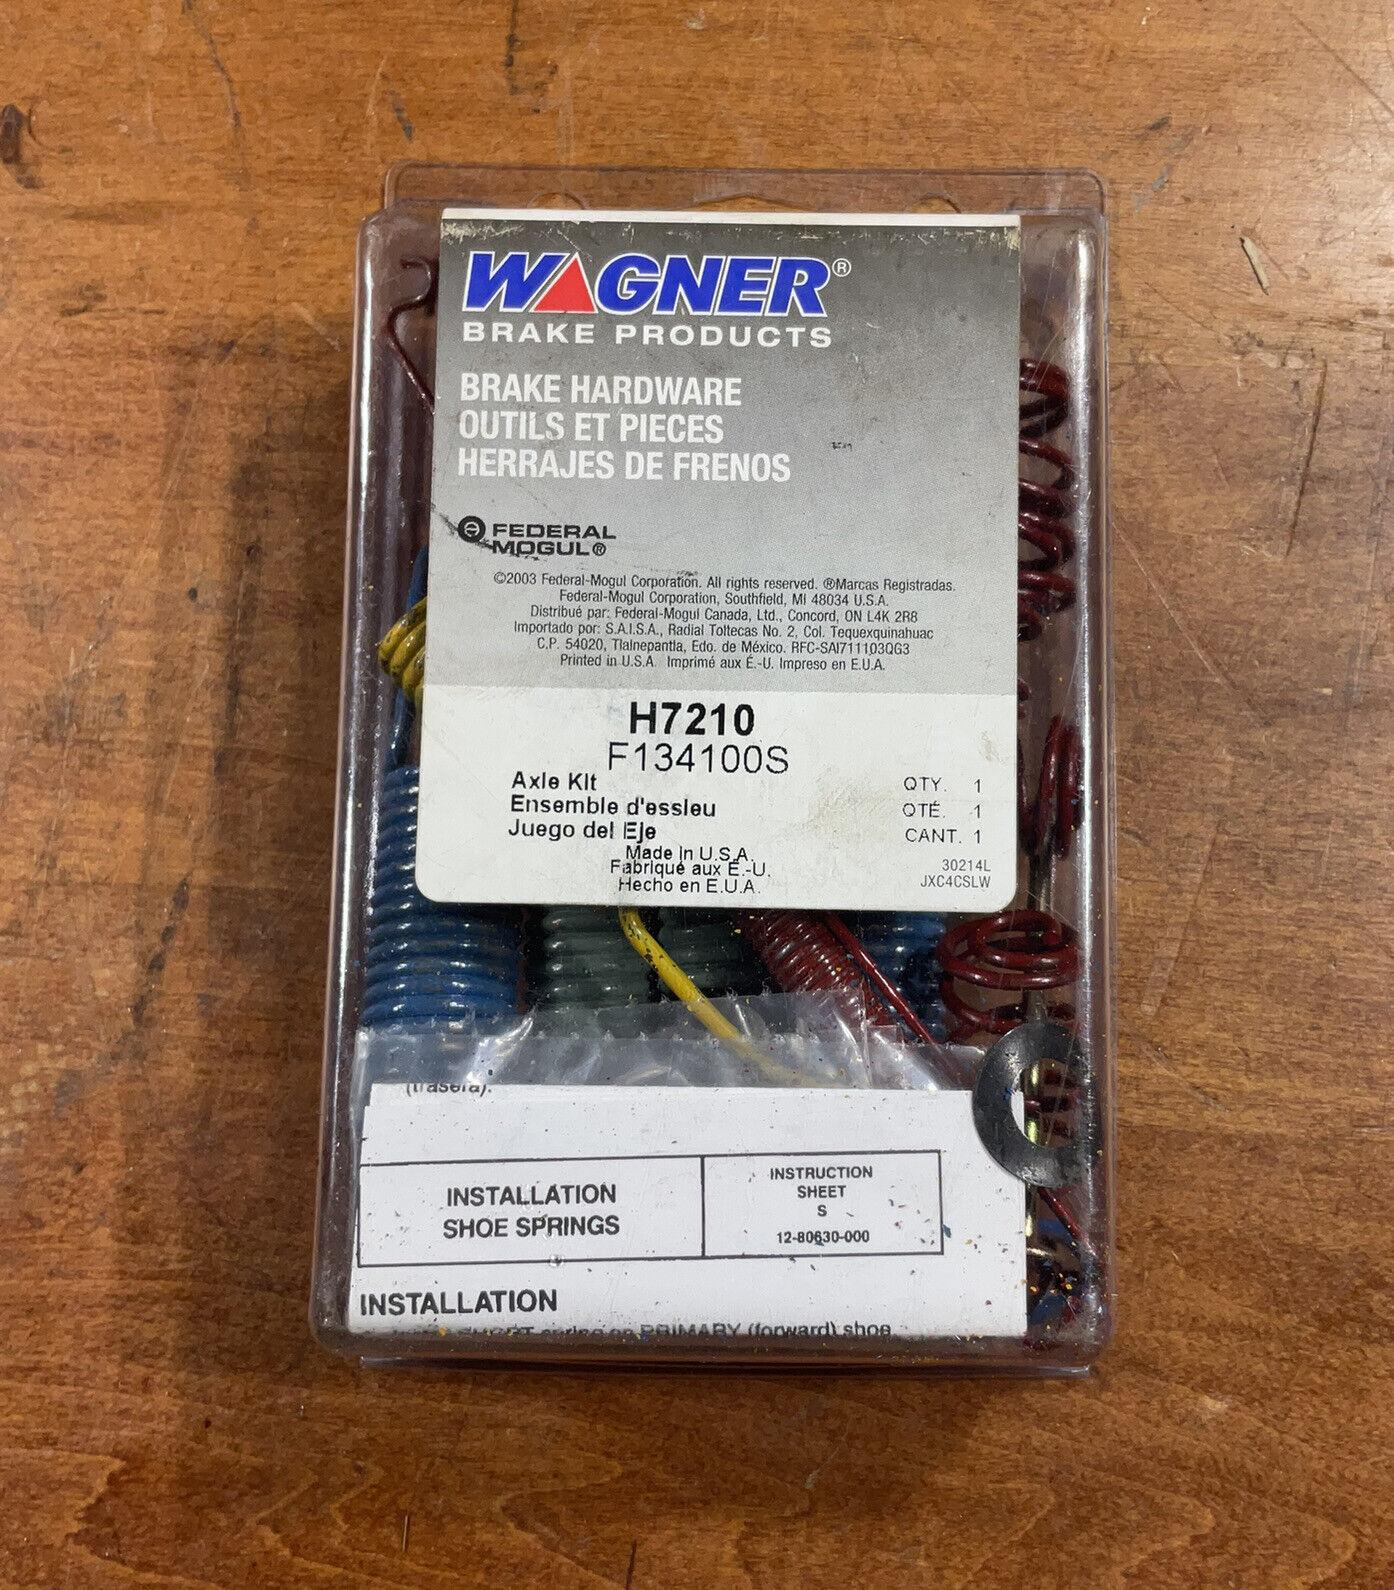 WAGNER®
BRAKE PRODUCTS
BRAKE HARDWARE
OUTILS ET PIECES
HERRAJES DE FRENOS
FEDERAL
MOGUL®
©2003 Federal-Mogul Corporation. All rights reserved. ®Marcas Registradas.
Federal-Mogul Corporation, Southfield, MI 48034 U.S.A.
Distribué par: Federal-Mogul Canada, Ltd., Concord, ON L4K 2R8
Importado por: S.A.I.S.A., Radial Toltecas No. 2, Col. Tequexquinahuac
C.P. 54020, Tlalnepantla, Edo. de México. RFC-SAI711103QG3
Printed in U.S.A. Imprimé aux É.-U. Impreso en E.U.A.
H7210
F134100S
Axle Kit QTY. 1
Ensemble d'essieu QTÉ. 1
Juego del Eje CANT. 1
Made in U.S.A.
Fabriqué aux É.-U.
Hecho en E.U.A.
30214L
JXC4CSLW
(trasera).
INSTALLATION
SHOE SPRINGS
INSTRUCTION
SHEET
S
12-80630-000
INSTALLATION
spring on PRIMARY (forward) shoe